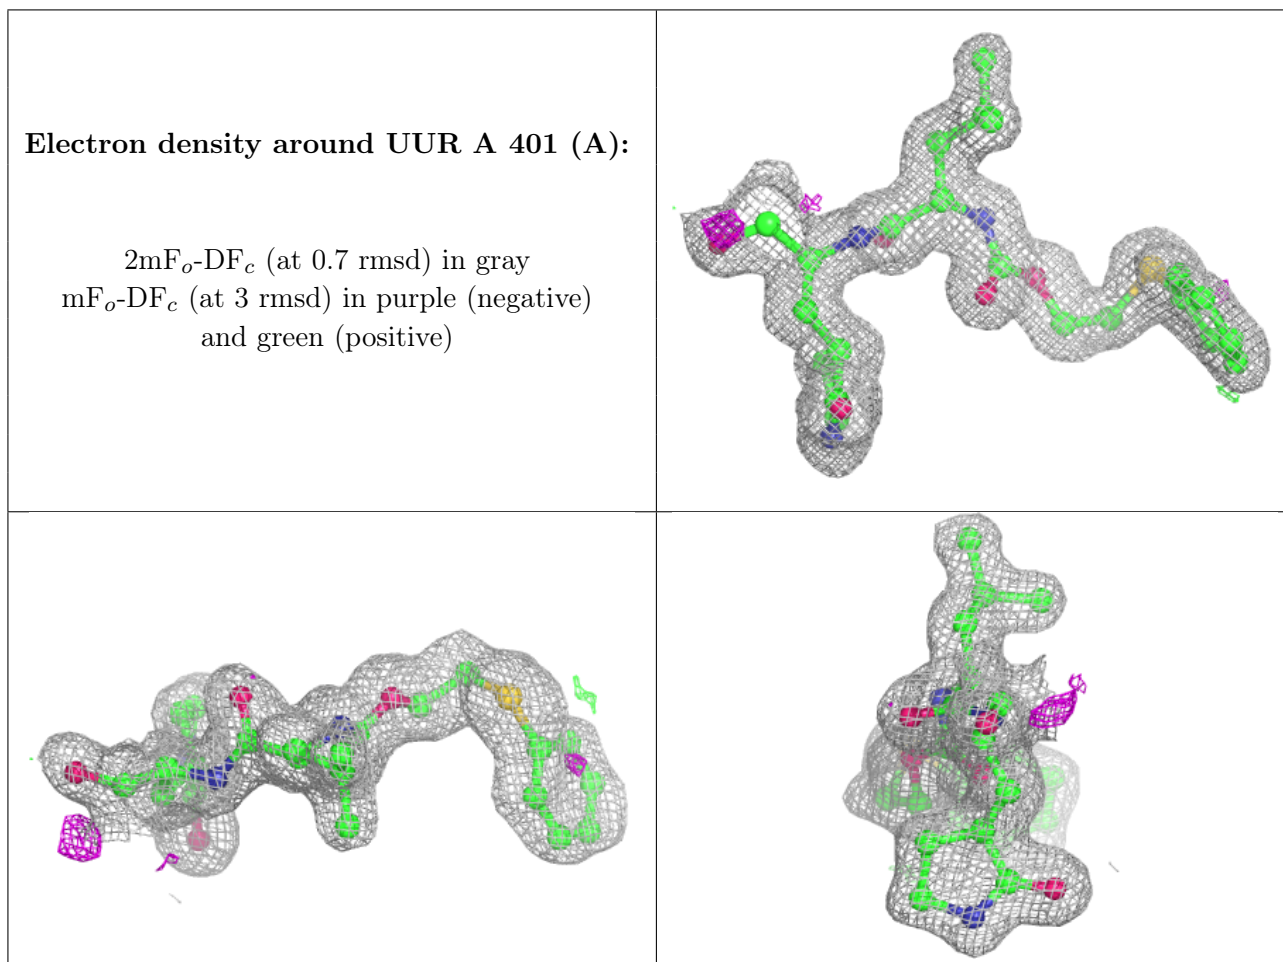 Electron density around UUR A 401 (A):
2mFₒ-DF𝒸 (at 0.7 rmsd) in gray
mFₒ-DF𝒸 (at 3 rmsd) in purple (negative)
and green (positive)